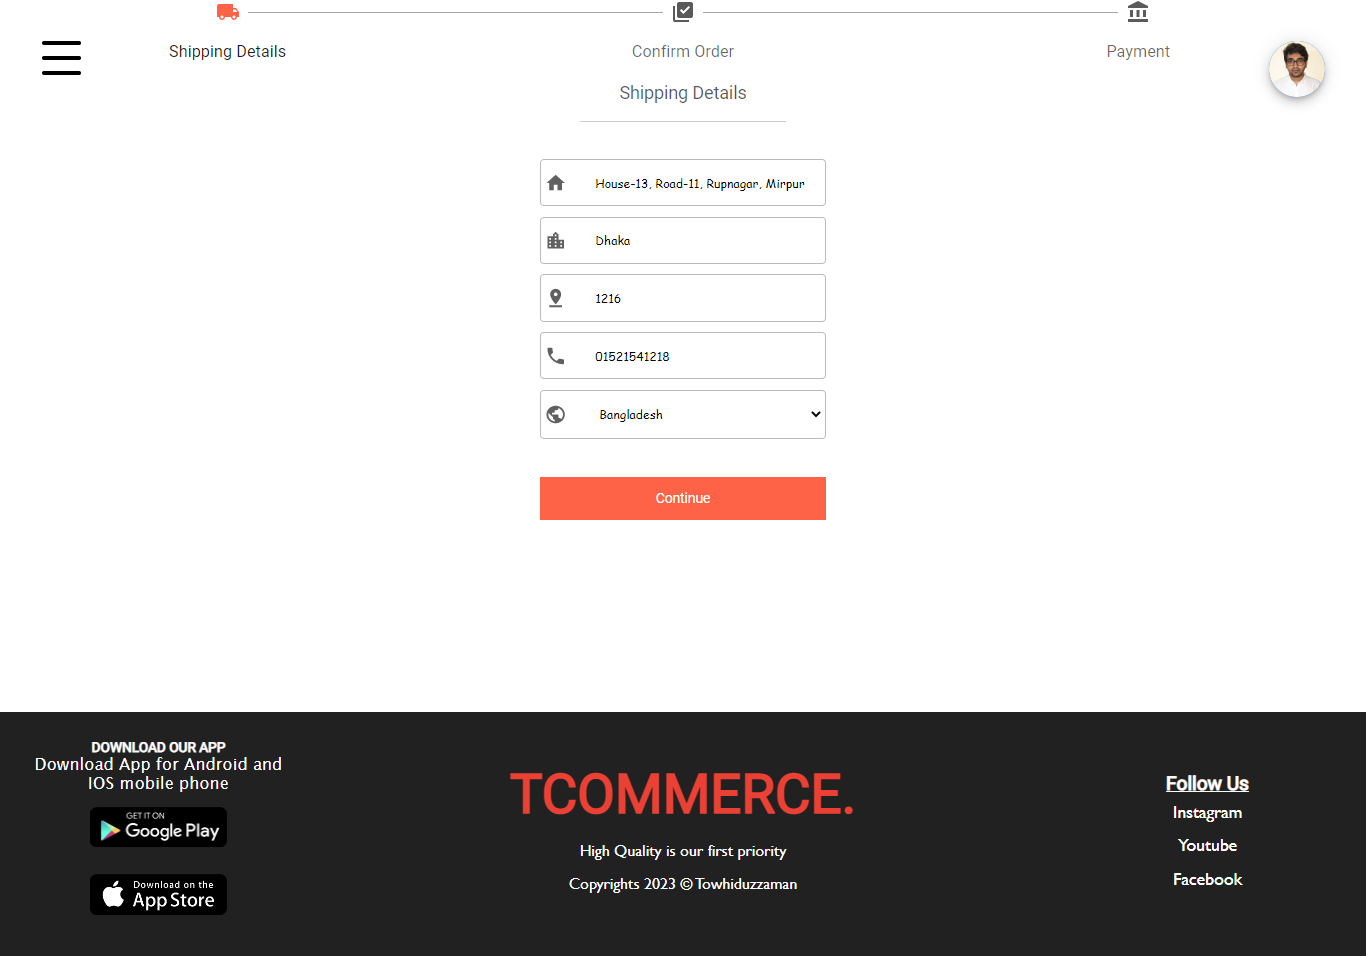 Shipping Details
Confirm Order
Payment
Shipping Details
House-13, Road-11, Rupnagar, Mirpur
Dhaka
1216
01521541218
Bangladesh
Continue
DOWNLOAD OUR APP
Download App for Android and
IOS mobile phone
GET IT ON
Google Play
Download on the
App Store
TCOMMERCE.
High Quality is our first priority
Copyrights 2023 © Towhiduzzaman
Follow Us
Instagram
Youtube
Facebook